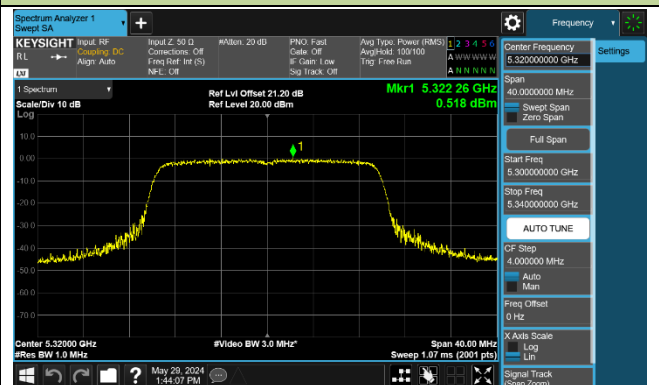 Spectrum Analyzer 1
Swept SA
+
Frequency
KEYSIGHT
RL
LXI
Input: RF
Coupling: DC
Align: Auto
Input Z: 50 Ω
Corrections: Off
Freq Ref: Int (S)
NFE: Off
#Atten: 20 dB
PNO: Fast
Gate: Off
IF Gain: Low
Sig Track: Off
Avg Type: Power (RMS)
Avg|Hold: 100/100
Trig: Free Run
1 2 3 4 5 6
A W W W W W
A N N N N N
1 Spectrum
Scale/Div 10 dB
Log
Ref Lvl Offset 21.20 dB
Ref Level 20.00 dBm
Mkr1 5.322 26 GHz
0.518 dBm
1
10.0
0.00
-10.0
-20.0
-30.0
-40.0
-50.0
-60.0
-70.0
Center 5.32000 GHz
#Res BW 1.0 MHz
#Video BW 3.0 MHz*
Span 40.00 MHz
Sweep 1.07 ms (2001 pts)
Center Frequency
5.320000000 GHz
Settings
Span
40.0000000 MHz
Swept Span
Zero Span
Full Span
Start Freq
5.300000000 GHz
Stop Freq
5.340000000 GHz
AUTO TUNE
CF Step
4.000000 MHz
Auto
Man
Freq Offset
0 Hz
X Axis Scale
Log
Lin
Signal Track
(Span Zoom)
?
May 29, 2024
1:44:07 PM